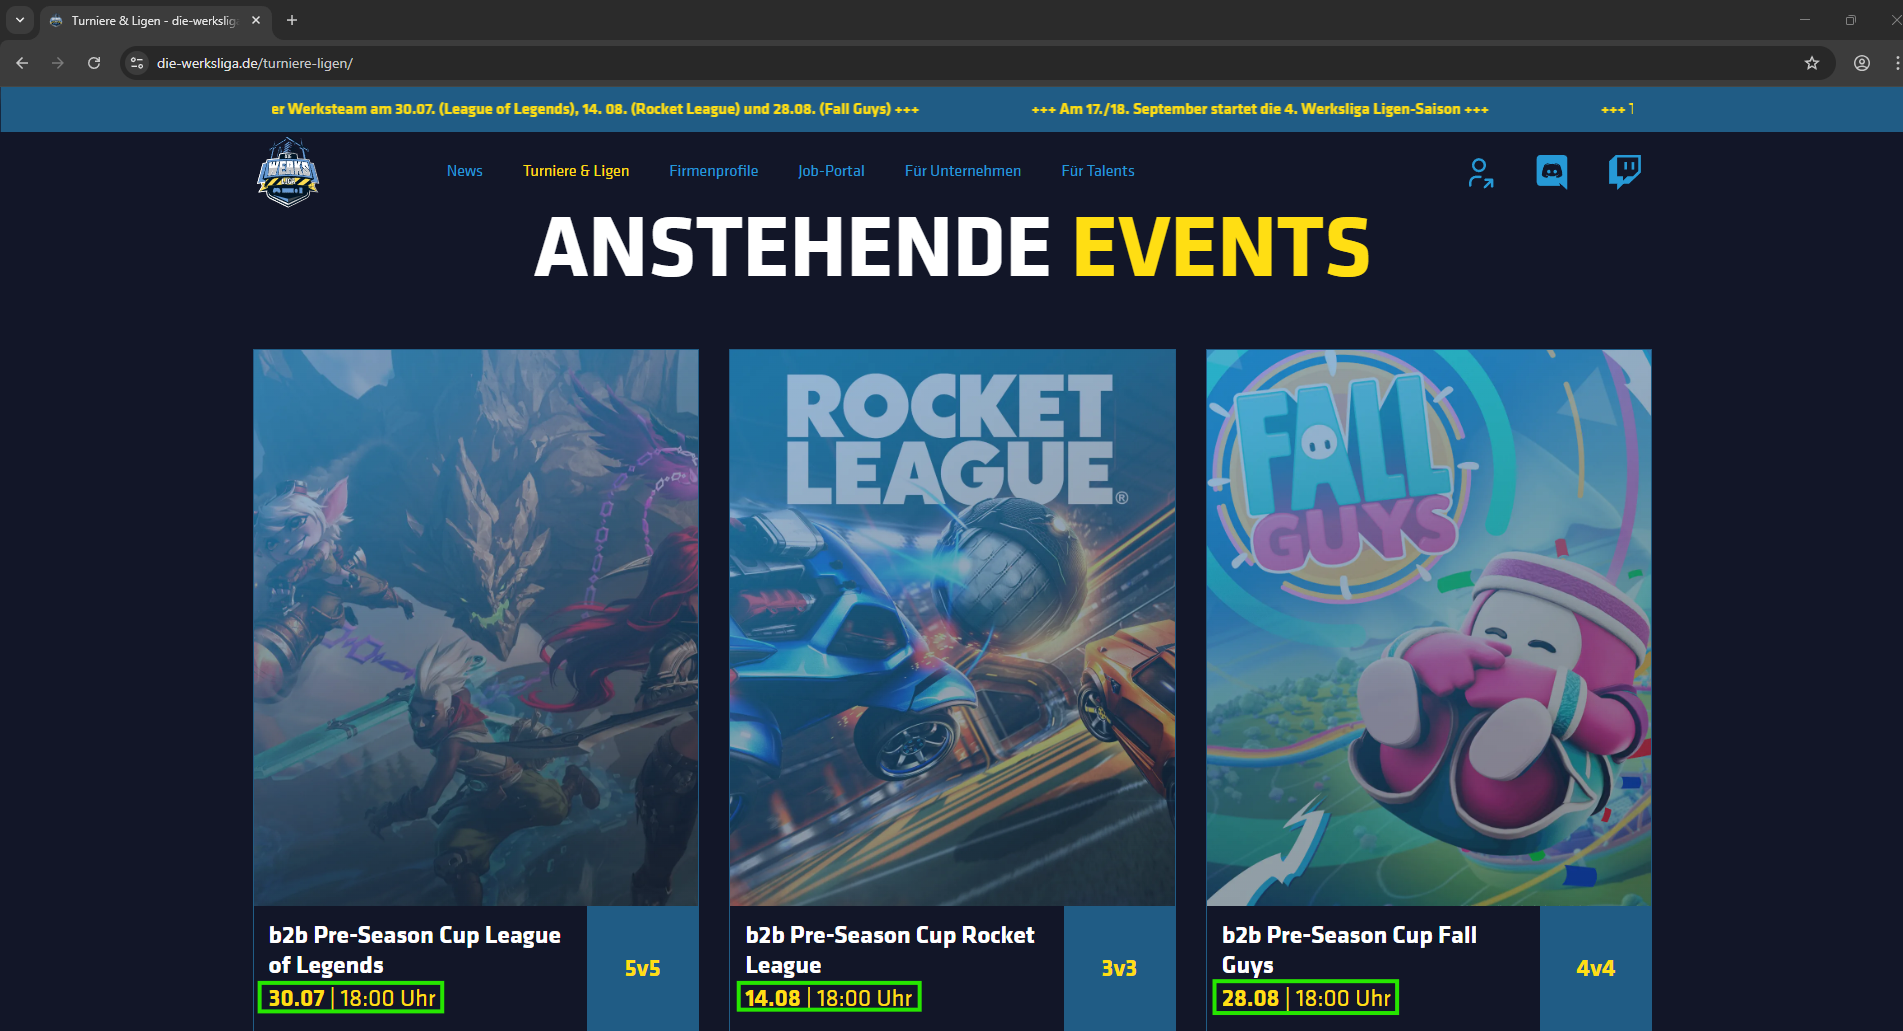 Turniere & Ligen - die-werkslig
die-werksliga.de/turniere-ligen/
er Werksteam am 30.07. (League of Legends), 14. 08. (Rocket League) und 28.08. (Fall Guys) +++
+++ Am 17./18. September startet die 4. Werksliga Ligen-Saison +++
+++
WERKS
LIGA
News
Turniere & Ligen
Firmenprofile
Job-Portal
Für Unternehmen
Für Talents
ANSTEHENDE EVENTS
ROCKET
LEAGUE®
FALL
GUYS
b2b Pre-Season Cup League
of Legends
30.07 | 18:00 Uhr
5v5
b2b Pre-Season Cup Rocket
League
14.08 | 18:00 Uhr
3v3
b2b Pre-Season Cup Fall
Guys
28.08 | 18:00 Uhr
4v4